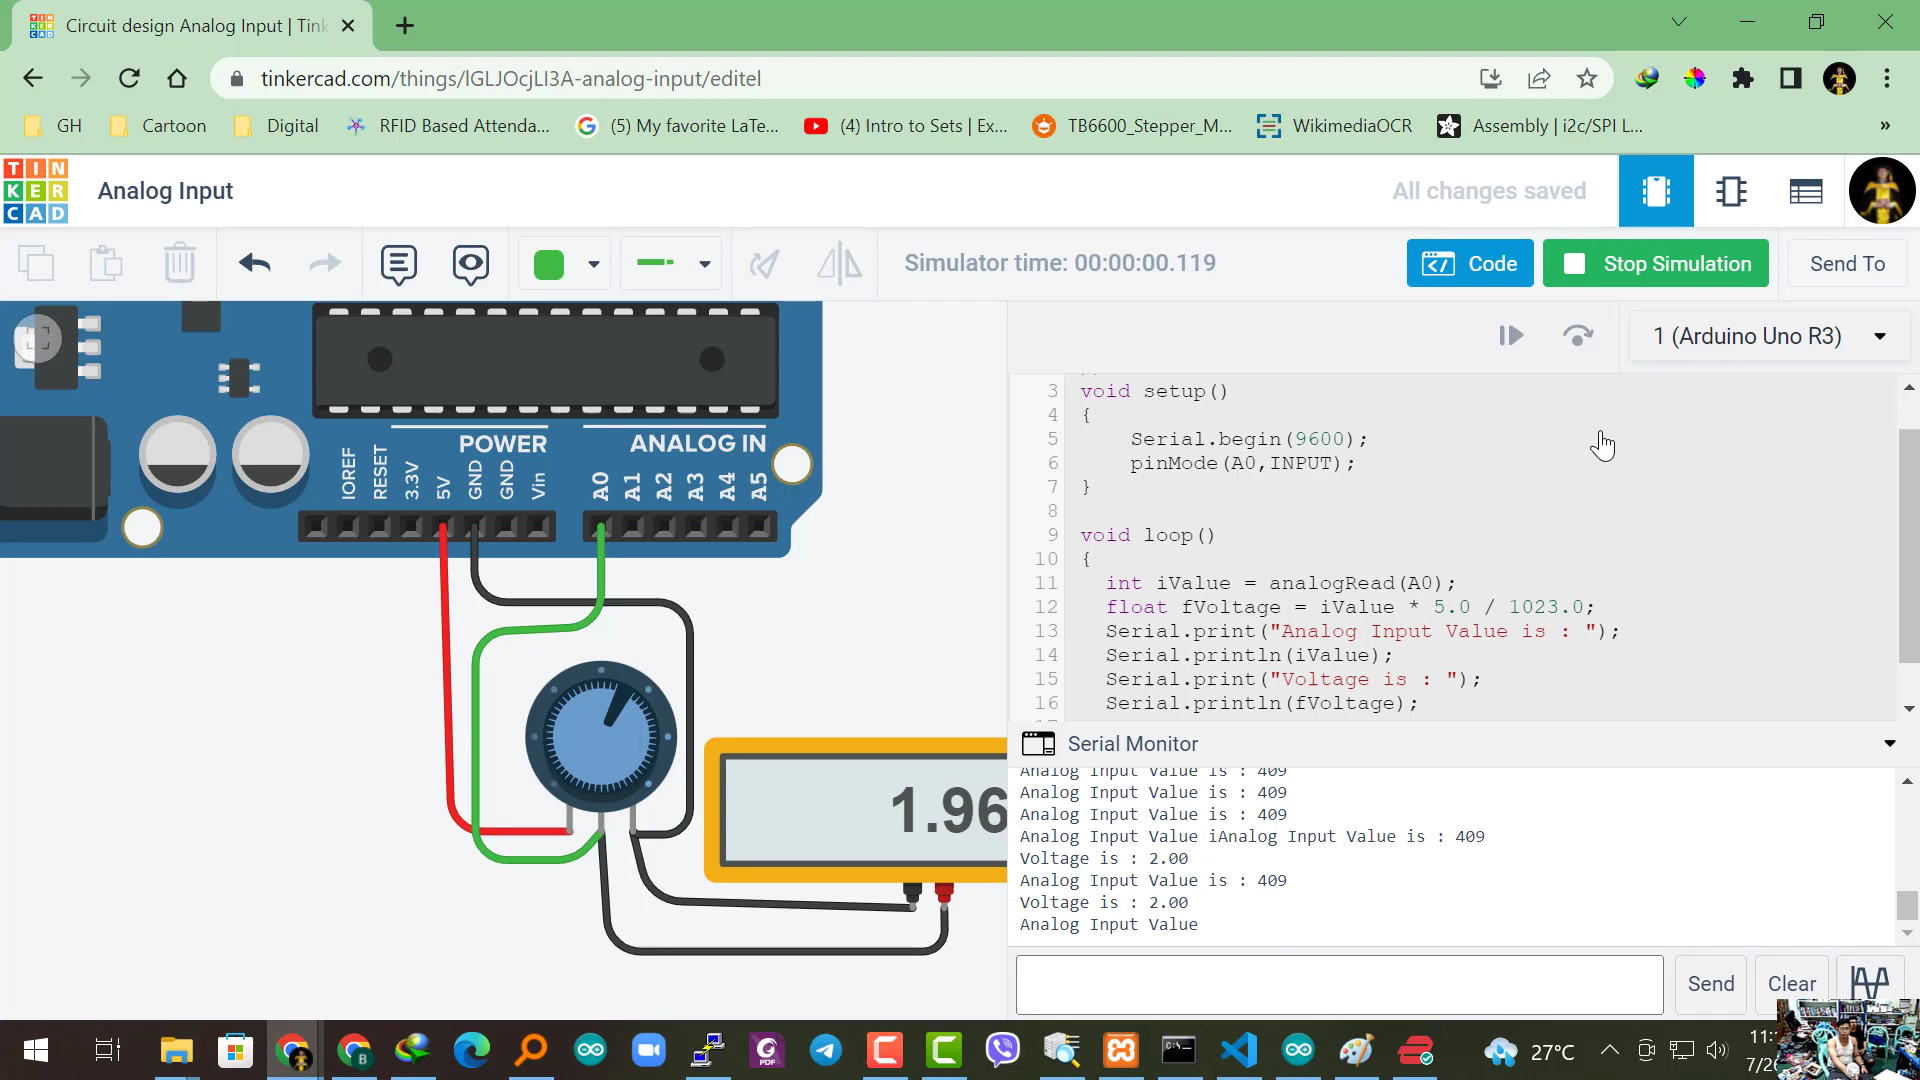 Circuit design Analog Input | Tink
tinkercad.com/things/lGLJOcjLI3A-analog-input/editel
GH
Cartoon
Digital
RFID Based Attenda...
(5) My favorite LaTe...
(4) Intro to Sets | Ex...
TB6600_Stepper_M...
WikimediaOCR
Assembly | i2c/SPI L...
»
TIN
KER
CAD
Analog Input
All changes saved
Simulator time: 00:00:00.119
Code
Stop Simulation
Send To
1 (Arduino Uno R3)
POWER
ANALOG IN
IOREF
RESET
3.3V
5V
GND
GND
Vin
A0
A1
A2
A3
A4
A5
1.96
3 void setup()
4 {
5 Serial.begin(9600);
6 pinMode(A0,INPUT);
7 }
8
9 void loop()
10 {
11 int iValue = analogRead(A0);
12 float fVoltage = iValue * 5.0 / 1023.0;
13 Serial.print("Analog Input Value is : ");
14 Serial.println(iValue);
15 Serial.print("Voltage is : ");
16 Serial.println(fVoltage);
Serial Monitor
Analog Input Value is : 409
Analog Input Value is : 409
Analog Input Value is : 409
Analog Input Value iAnalog Input Value is : 409
Voltage is : 2.00
Analog Input Value is : 409
Voltage is : 2.00
Analog Input Value
Send
Clear
27°C
11:
7/26